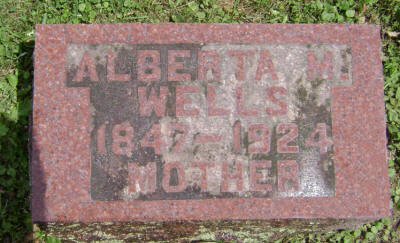 ALBERTA M.
WELLS
1847-1924
MOTHER